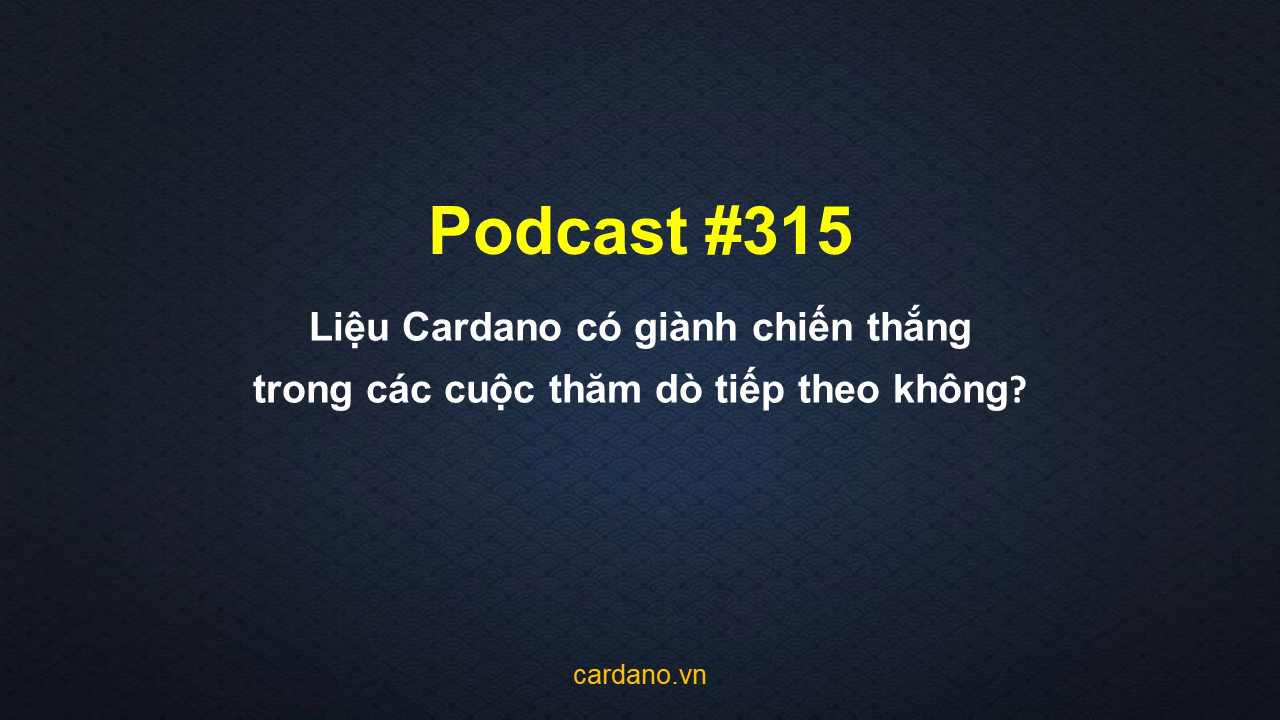 Podcast #315
Liệu Cardano có giành chiến thắng
trong các cuộc thăm dò tiếp theo không?
cardano.vn